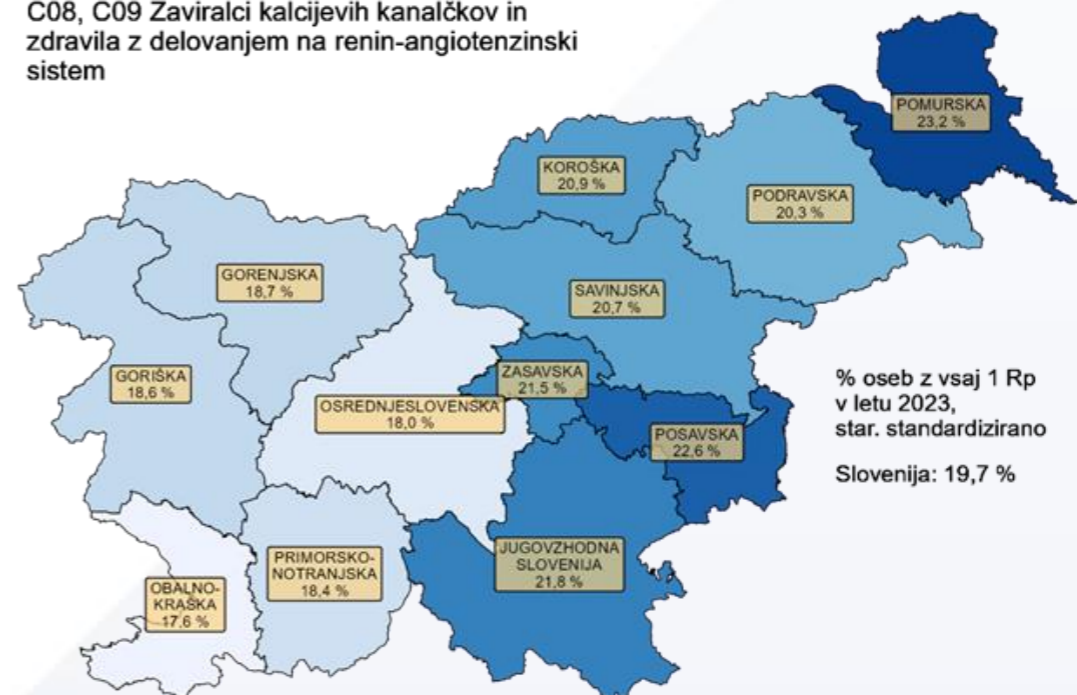 C08, C09 Zaviralci kalcijevih kanalčkov in
zdravila z delovanjem na renin-angiotenzinski
sistem
POMURSKA
23,2 %
KOROŠKA
20,9 %
PODRAVSKA
20,3 %
GORENJSKA
18,7 %
SAVINJSKA
20,7 %
GORIŠKA
18,6 %
ZASAVSKA
21,5 %
OSREDNJESLOVENSKA
18,0 %
POSAVSKA
22,6 %
% oseb z vsaj 1 Rp
v letu 2023,
star. standardizirano
Slovenija: 19,7 %
JUGOVZHODNA
SLOVENIJA
21,8 %
PRIMORSKO-
NOTRANJSKA
18,4 %
OBALNO-
KRAŠKA
17,6 %